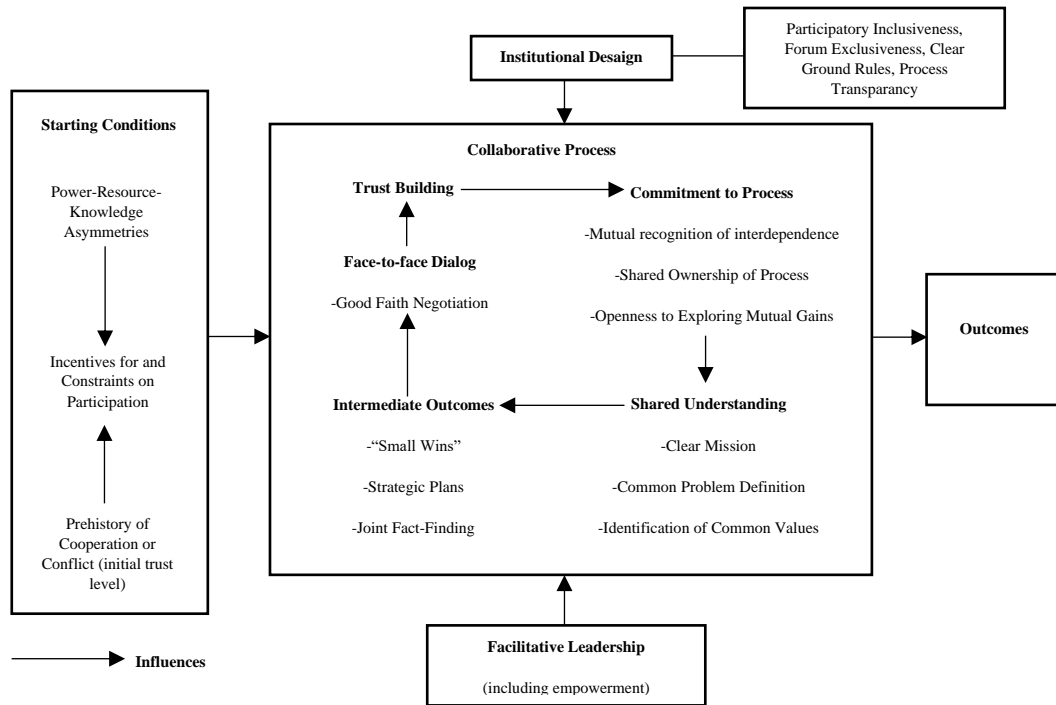 Institutional Desaign
Participatory Inclusiveness,
Forum Exclusiveness, Clear
Ground Rules, Process
Transparancy
Starting Conditions
Power-Resource-
Knowledge
Asymmetries
Incentives for and
Constraints on
Participation
Prehistory of
Cooperation or
Conflict (initial trust
level)
Collaborative Process
Trust Building
Commitment to Process
-Mutual recognition of interdependence
-Shared Ownership of Process
-Openness to Exploring Mutual Gains
Face-to-face Dialog
-Good Faith Negotiation
Intermediate Outcomes
-“Small Wins”
-Strategic Plans
-Joint Fact-Finding
Shared Understanding
-Clear Mission
-Common Problem Definition
-Identification of Common Values
Outcomes
Facilitative Leadership
(including empowerment)
Influences